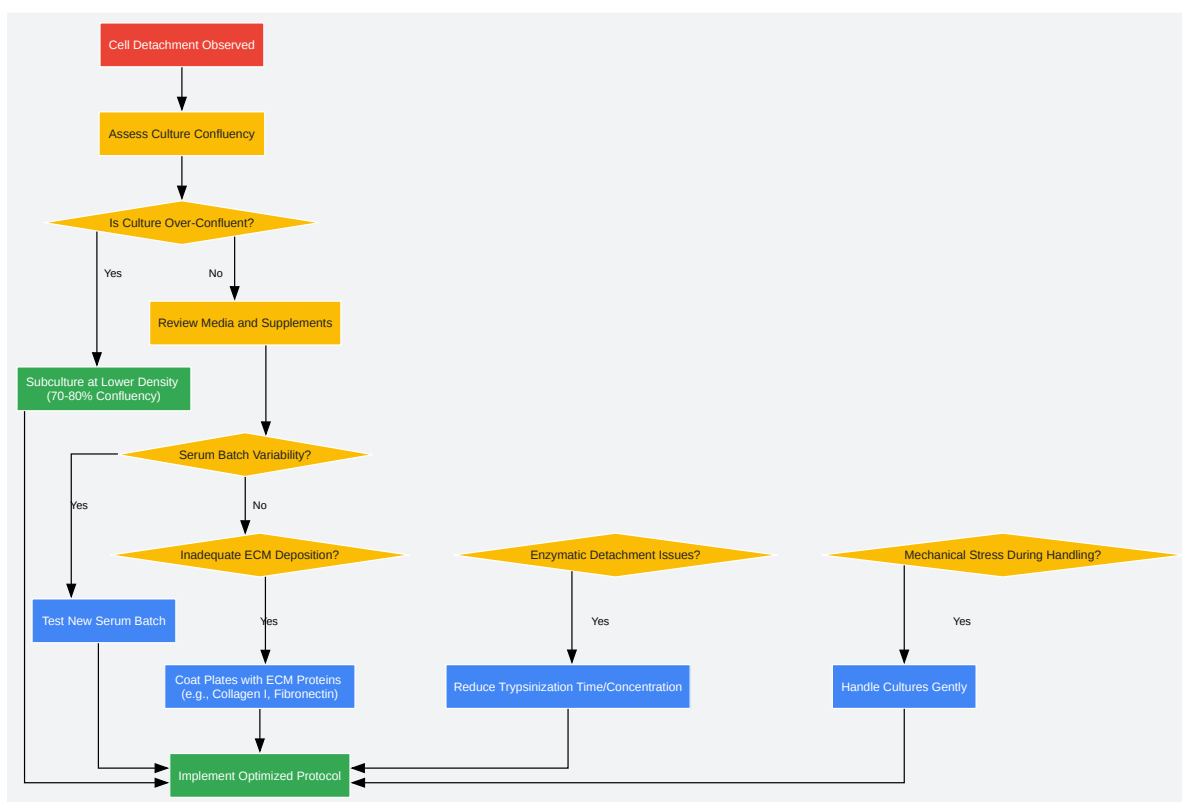 Cell Detachment Observed
Assess Culture Confluency
Is Culture Over-Confluent?
Yes
No
Review Media and Supplements
Subculture at Lower Density
(70-80% Confluency)
Serum Batch Variability?
Yes
No
Inadequate ECM Deposition?
Enzymatic Detachment Issues?
Mechanical Stress During Handling?
Test New Serum Batch
Yes
Yes
Yes
Coat Plates with ECM Proteins
(e.g., Collagen I, Fibronectin)
Reduce Trypsinization Time/Concentration
Handle Cultures Gently
Implement Optimized Protocol